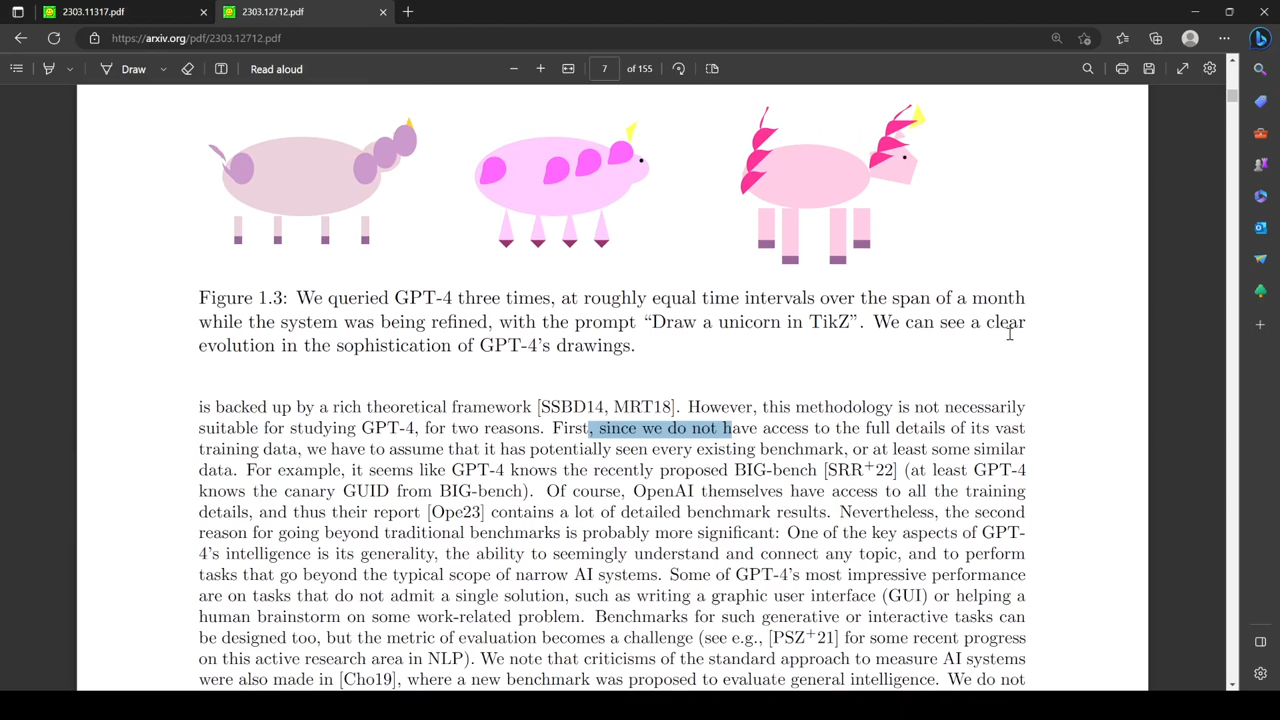 2303.11317.pdf
2303.12712.pdf
https://arxiv.org/pdf/2303.12712.pdf
Draw
Read aloud
7 of 155
Figure 1.3: We queried GPT-4 three times, at roughly equal time intervals over the span of a month
while the system was being refined, with the prompt “Draw a unicorn in TikZ”. We can see a clear
evolution in the sophistication of GPT-4’s drawings.
is backed up by a rich theoretical framework [SSBD14, MRT18]. However, this methodology is not necessarily
suitable for studying GPT-4, for two reasons. First, since we do not have access to the full details of its vast
training data, we have to assume that it has potentially seen every existing benchmark, or at least some similar
data. For example, it seems like GPT-4 knows the recently proposed BIG-bench [SRR+22] (at least GPT-4
knows the canary GUID from BIG-bench). Of course, OpenAI themselves have access to all the training
details, and thus their report [Ope23] contains a lot of detailed benchmark results. Nevertheless, the second
reason for going beyond traditional benchmarks is probably more significant: One of the key aspects of GPT-
4’s intelligence is its generality, the ability to seemingly understand and connect any topic, and to perform
tasks that go beyond the typical scope of narrow AI systems. Some of GPT-4’s most impressive performance
are on tasks that do not admit a single solution, such as writing a graphic user interface (GUI) or helping a
human brainstorm on some work-related problem. Benchmarks for such generative or interactive tasks can
be designed too, but the metric of evaluation becomes a challenge (see e.g., [PSZ+21] for some recent progress
on this active research area in NLP). We note that criticisms of the standard approach to measure AI systems
were also made in [Cho19], where a new benchmark was proposed to evaluate general intelligence. We do not